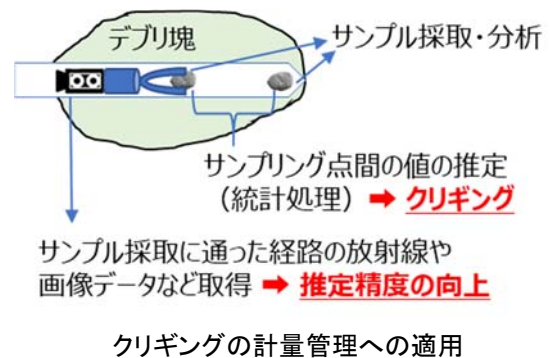 デブリ塊
サンプル採取・分析
サンプリング点間の値の推定
（統計処理）➡ クリギング
サンプル採取に通った経路の放射線や
画像データなど取得 ➡ 推定精度の向上
クリギングの計量管理への適用